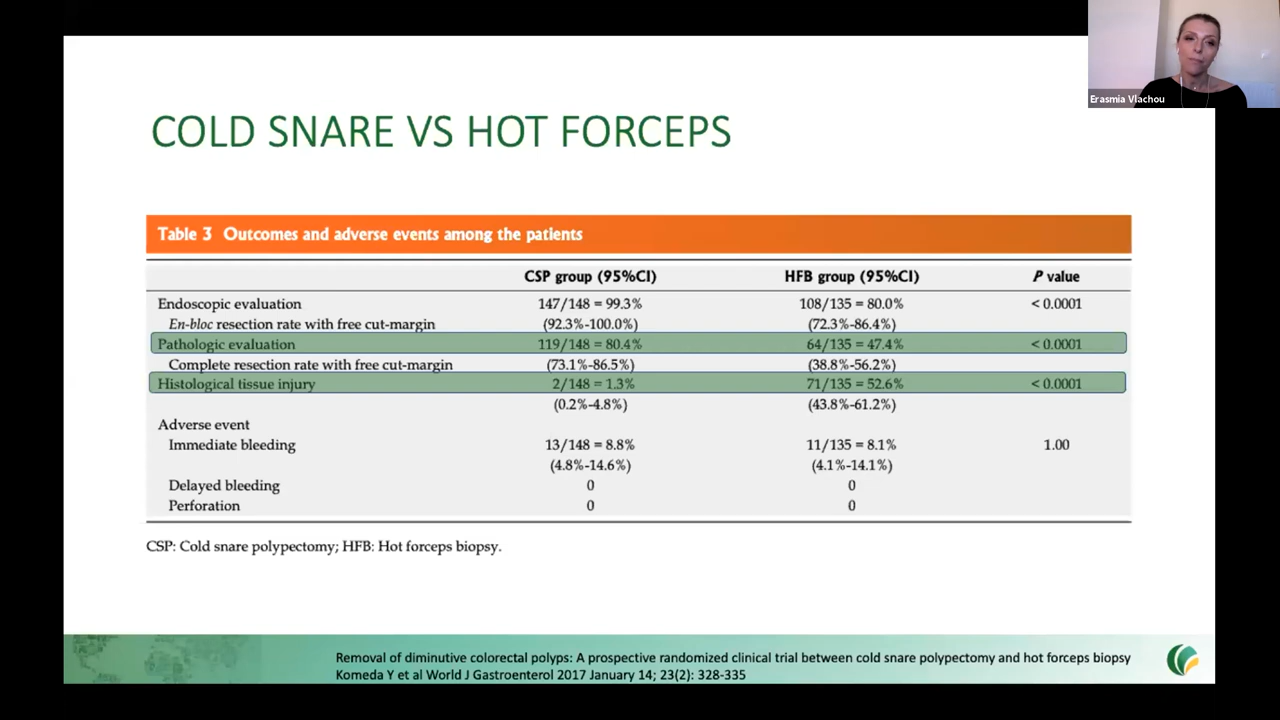 Erasmia Vlachou
COLD SNARE VS HOT FORCEPS
Table 3 Outcomes and adverse events among the patients
CSP group (95%CI) HFB group (95%CI) P value
Endoscopic evaluation 147/148 = 99.3% 108/135 = 80.0% < 0.0001
En-bloc resection rate with free cut-margin (92.3%-100.0%) (72.3%-86.4%)
Pathologic evaluation 119/148 = 80.4% 64/135 = 47.4% < 0.0001
Complete resection rate with free cut-margin (73.1%-86.5%) (38.8%-56.2%)
Histological tissue injury 2/148 = 1.3% 71/135 = 52.6% < 0.0001
(0.2%-4.8%) (43.8%-61.2%)
Adverse event
Immediate bleeding 13/148 = 8.8% 11/135 = 8.1% 1.00
(4.8%-14.6%) (4.1%-14.1%)
Delayed bleeding 0 0
Perforation 0 0
CSP: Cold snare polypectomy; HFB: Hot forceps biopsy.
Removal of diminutive colorectal polyps: A prospective randomized clinical trial between cold snare polypectomy and hot forceps biopsy
Komeda Y et al World J Gastroenterol 2017 January 14; 23(2): 328-335